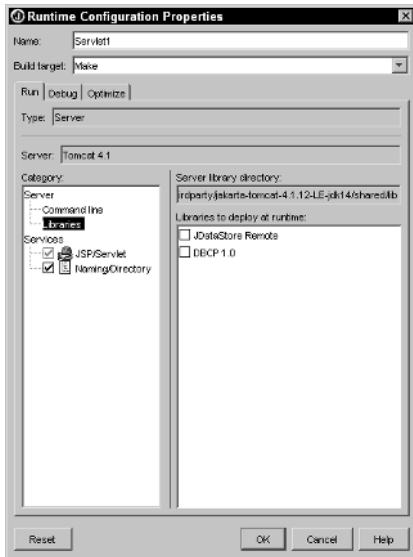 Runtime Configuration Properties
Name: Servlet1
Build target: Make
Run Debug Optimize
Type: Server
Server: Tomcat 4.1
Category:
Server
Command line
Libraries
Services
JSP/Servlet
Naming/Directory
Server library directory:
irdparty/jakarta-tomcat-4.1.12-LE-jdk14/shared/lib
Libraries to deploy at runtime:
JDataStore Remote
DBCP 1.0
Reset OK Cancel Help